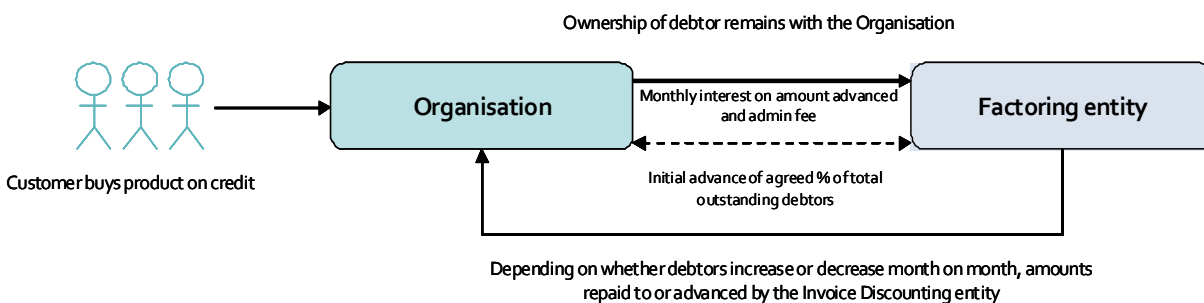 Ownership of debtor remains with the Organisation
Organisation
Monthly interest on amount advanced
and admin fee
Factoring entity
Customer buys product on credit
Initial advance of agreed % of total
outstanding debtors
Depending on whether debtors increase or decrease month on month, amounts
repaid to or advanced by the Invoice Discounting entity